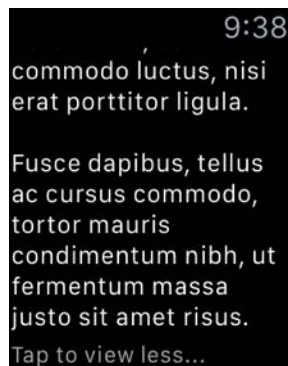 9:38
commodo luctus, nisi
erat porttitor ligula.
Fusce dapibus, tellus
ac cursus commodo,
tortor mauris
condimentum nibh, ut
fermentum massa
justo sit amet risus.
Tap to view less...